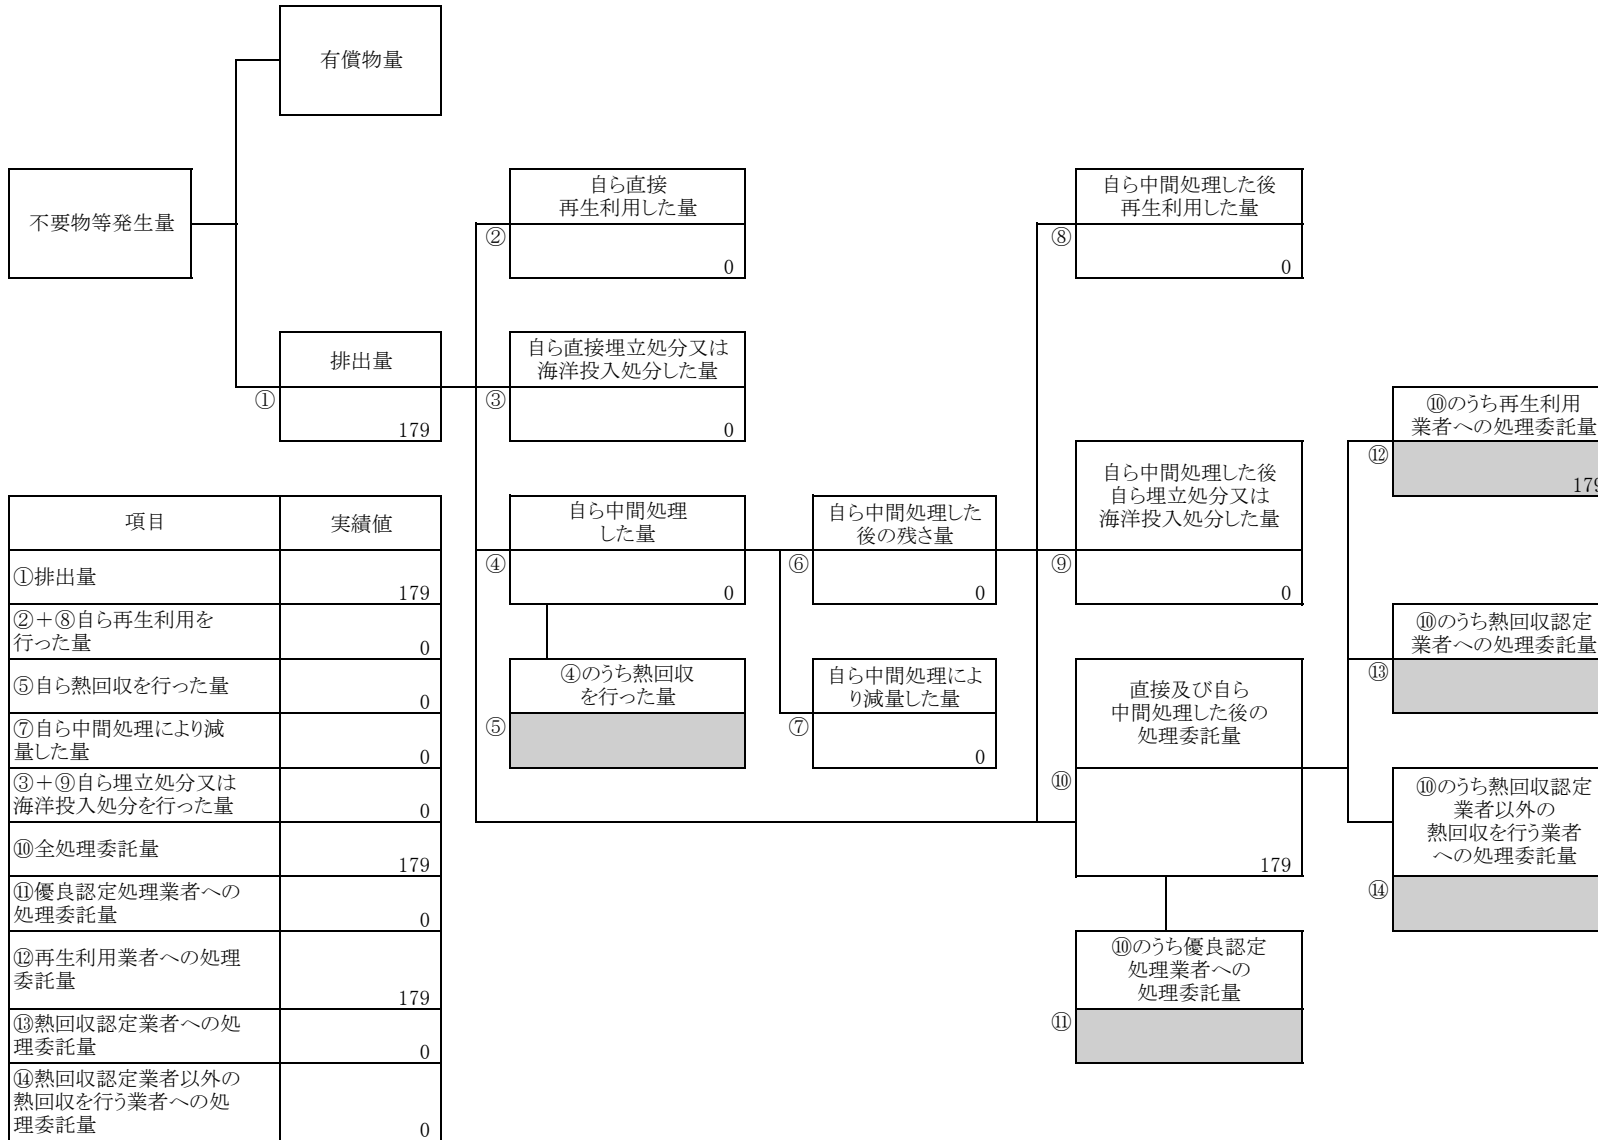 有償物量
不要物等発生量
自ら直接
再生利用した量
②
0
自ら中間処理した後
再生利用した量
⑧
0
排出量
①
179
自ら直接埋立処分又は
海洋投入処分した量
③
0
⑩のうち再生利用
業者への処理委託量
⑫
179
自ら中間処理
した量
④
0
自ら中間処理した
後の残さ量
⑥
0
自ら中間処理した後
自ら埋立処分又は
海洋投入処分した量
⑨
0
⑩のうち熱回収認定
業者への処理委託量
⑬
④のうち熱回収
を行った量
⑤
自ら中間処理によ
り減量した量
⑦
0
直接及び自ら
中間処理した後の
処理委託量
⑩
179
⑩のうち熱回収認定
業者以外の
熱回収を行う業者
への処理委託量
⑭
⑩のうち優良認定
処理業者への
処理委託量
⑪
項目 実績値
①排出量 179
②+⑧自ら再生利用を
行った量 0
⑤自ら熱回収を行った量 0
⑦自ら中間処理により減
量した量 0
③+⑨自ら埋立処分又は
海洋投入処分を行った量 0
⑩全処理委託量 179
⑪優良認定処理業者への
処理委託量 0
⑫再生利用業者への処理
委託量 179
⑬熱回収認定業者への処
理委託量 0
⑭熱回収認定業者以外の
熱回収を行う業者への処
理委託量 0